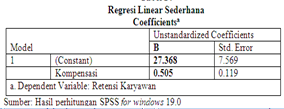 Regresi Linear Sederhana
Coefficientsª
Unstandardized Coefficients
Model B Std. Error
1 (Constant) 27.368 7.569
Kompensasi 0.505 0.119
a. Dependent Variable: Retensi Karyawan
Sumber: Hasil perhitungan SPSS for windows 19.0